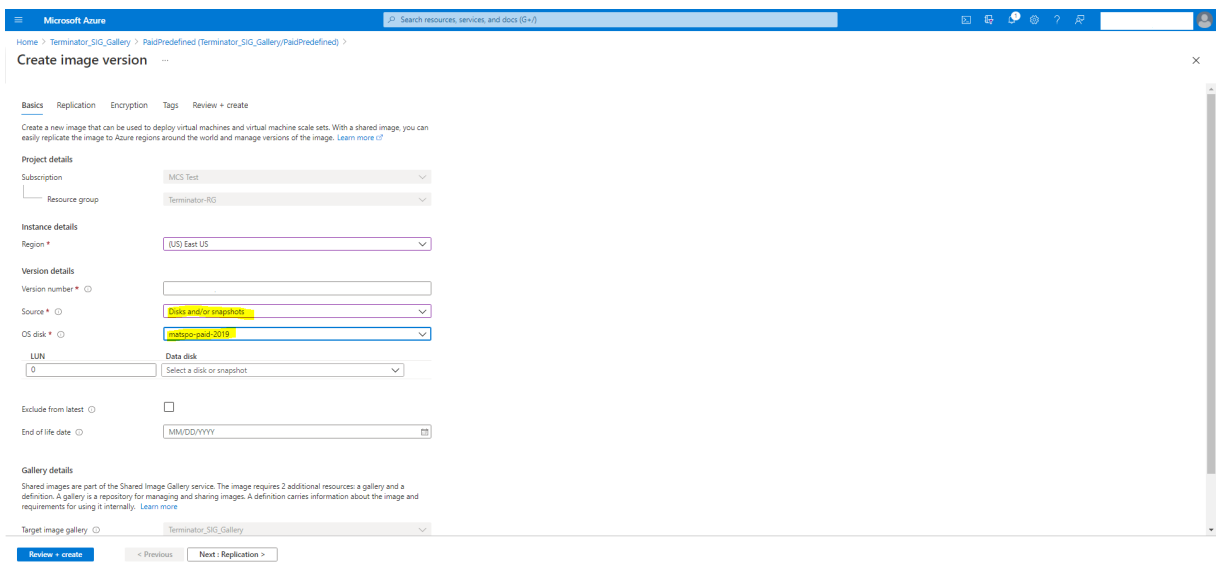 Microsoft Azure
Search resources, services, and docs (G+/)
1
Home > Terminator_SIG_Gallery > PaidPredefined (Terminator_SIG_Gallery/PaidPredefined) >
Create image version ...
Basics Replication Encryption Tags Review + create
Create a new image that can be used to deploy virtual machines and virtual machine scale sets. With a shared image, you can
easily replicate the image to Azure regions around the world and manage versions of the image. Learn more
Project details
Subscription MCS Test
Resource group Terminator-RG
Instance details
Region * (US) East US
Version details
Version number *
Source * Disks and/or snapshots
OS disk * matspo-paid-2019
LUN Data disk
0 Select a disk or snapshot
Exclude from latest
End of life date MM/DD/YYYY
Gallery details
Shared images are part of the Shared Image Gallery service. The image requires 2 additional resources: a gallery and a
definition. A gallery is a repository for managing and sharing images. A definition carries information about the image and
requirements for using it internally. Learn more
Target image gallery Terminator_SIG_Gallery
Review + create < Previous Next : Replication >